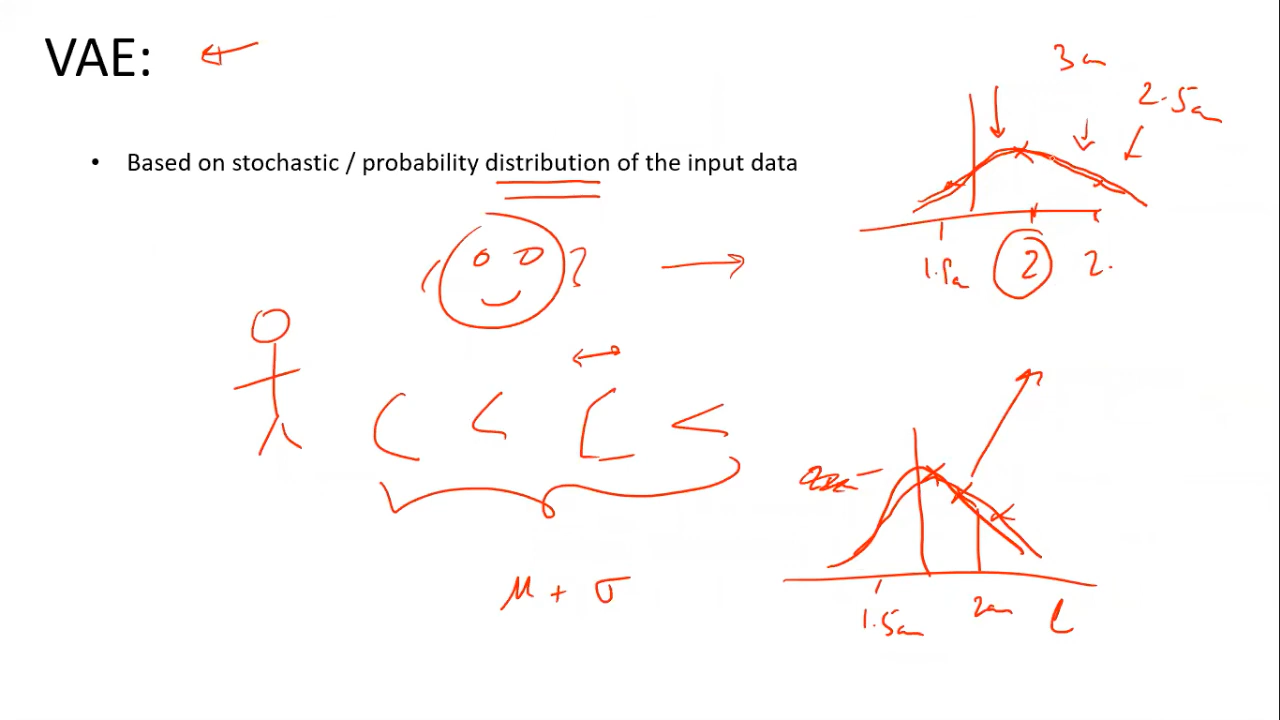 VAE:
3cm
2.5cm
• Based on stochastic / probability distribution of the input data
1.5cm 2 2.
1.5cm 2cm
μ + σ